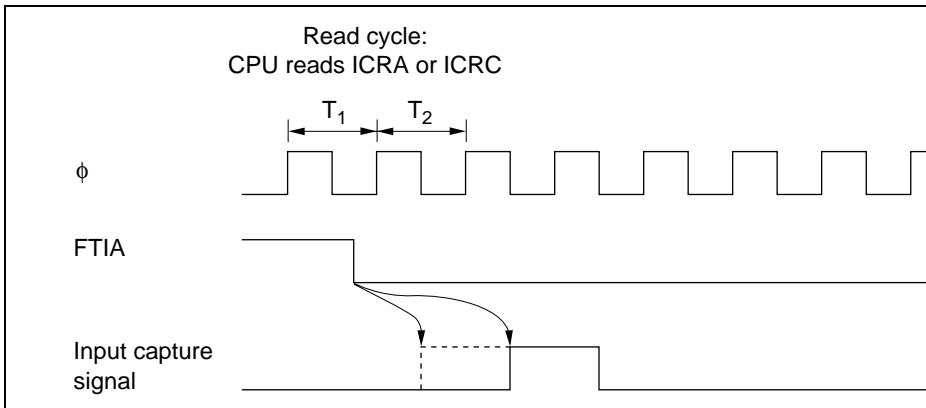 Read cycle:
CPU reads ICRA or ICRC
T1 T2
ϕ
FTIA
Input capture
signal